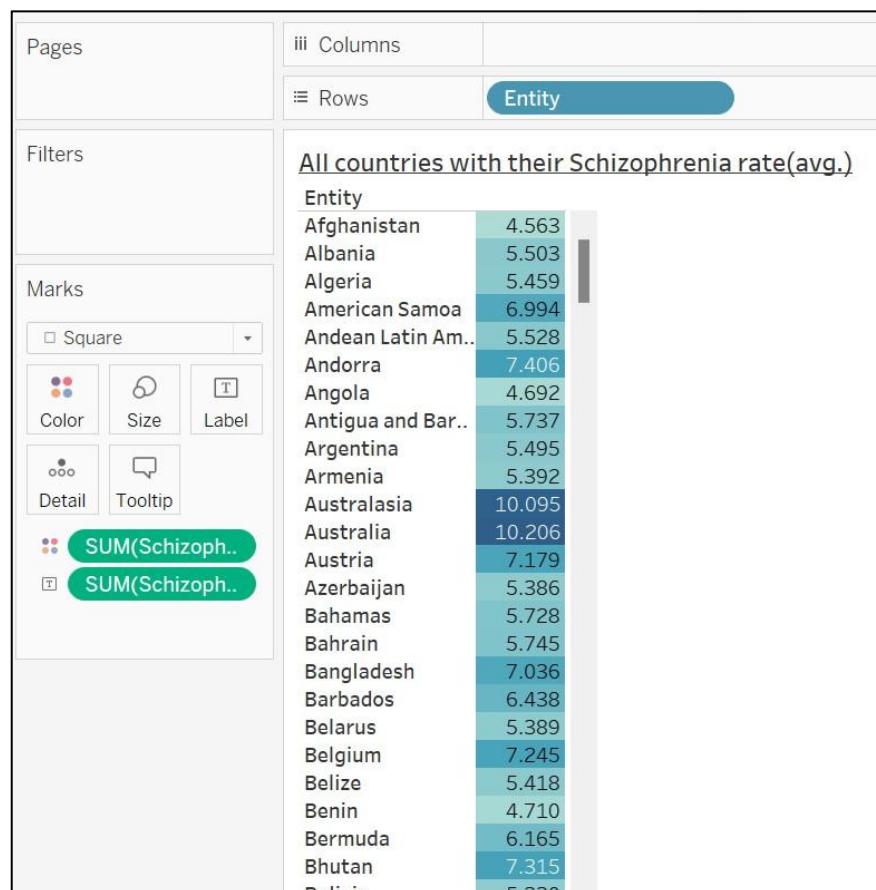 Pages
iii Columns
Rows Entity
Filters
All countries with their Schizophrenia rate(avg.)
Entity
Afghanistan 4.563
Albania 5.503
Algeria 5.459
American Samoa 6.994
Andean Latin Am.. 5.528
Andorra 7.406
Angola 4.692
Antigua and Bar.. 5.737
Argentina 5.495
Armenia 5.392
Australasia 10.095
Australia 10.206
Austria 7.179
Azerbaijan 5.386
Bahamas 5.728
Bahrain 5.745
Bangladesh 7.036
Barbados 6.438
Belarus 5.389
Belgium 7.245
Belize 5.418
Benin 4.710
Bermuda 6.165
Bhutan 7.315
Marks
Square
Color Size T Label
Detail Tooltip
SUM(Schizoph..
T SUM(Schizoph..